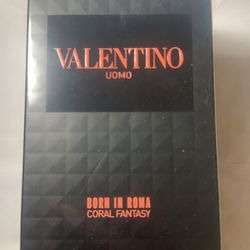 VALENTINO
UOMO
BORN IN ROMA
CORAL FANTASY